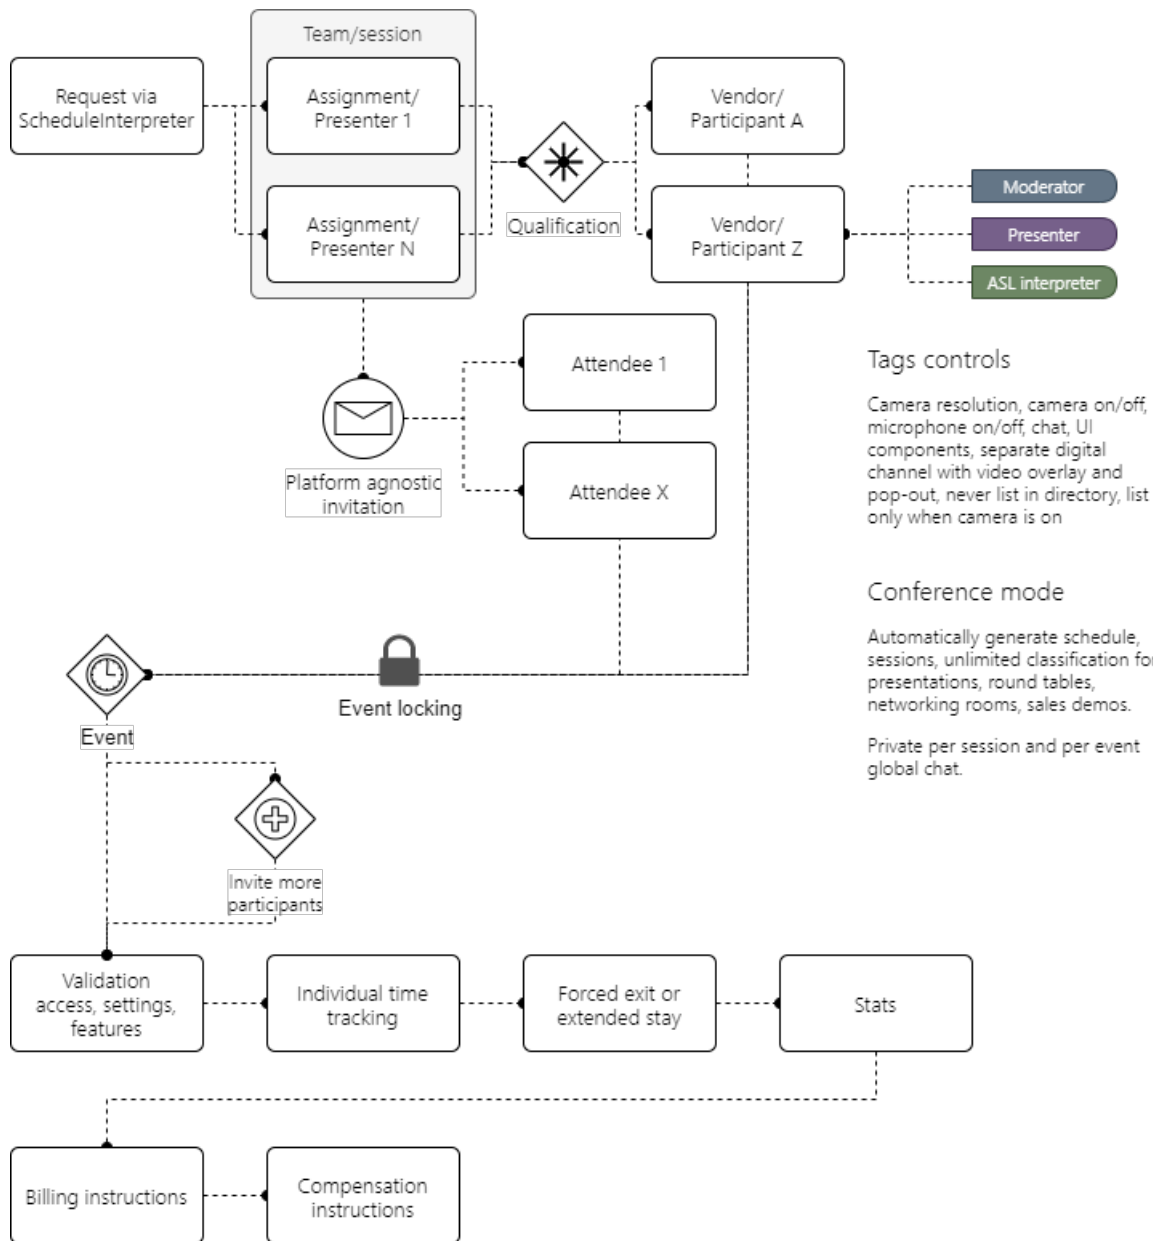 Team/session
Request via
ScheduleInterpreter
Assignment/
Presenter 1
Vendor/
Participant A
Assignment/
Presenter N
Qualification
Vendor/
Participant Z
Moderator
Presenter
ASL interpreter
Attendee 1
Platform agnostic
invitation
Attendee X
Tags controls
Camera resolution, camera on/off,
microphone on/off, chat, UI
components, separate digital
channel with video overlay and
pop-out, never list in directory, list
only when camera is on
Conference mode
Automatically generate schedule,
sessions, unlimited classification for
presentations, round tables,
networking rooms, sales demos.
Private per session and per event
global chat.
Event locking
Event
Invite more
participants
Validation
access, settings,
features
Individual time
tracking
Forced exit or
extended stay
Stats
Billing instructions
Compensation
instructions